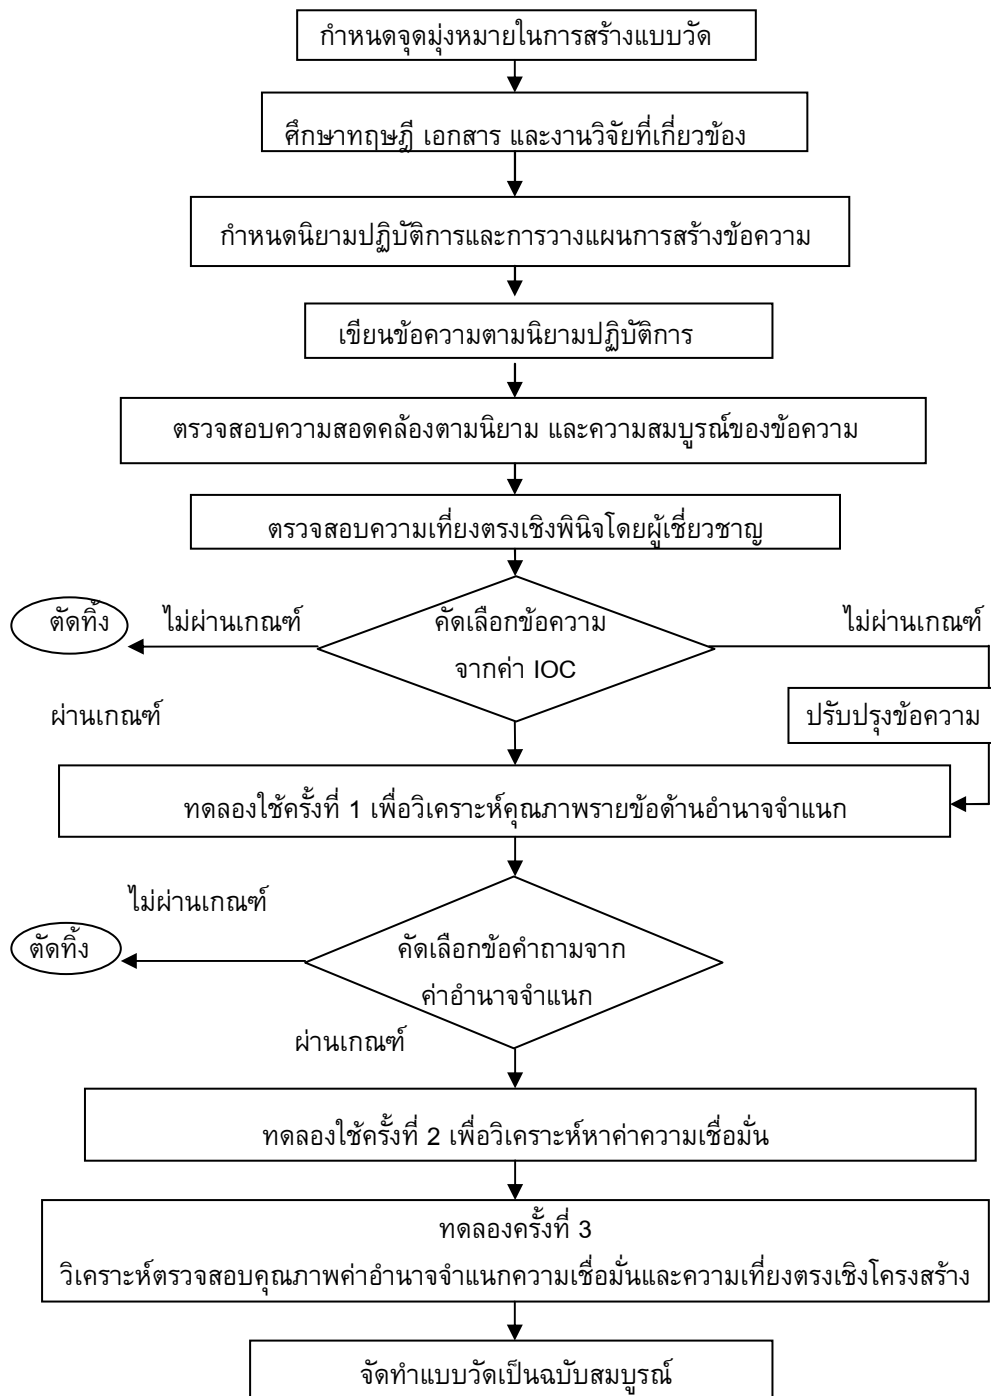 กำหนดจุดมุ่งหมายในการสร้างแบบวัด
ศึกษาทฤษฎี เอกสาร และงานวิจัยที่เกี่ยวข้อง
กำหนดนิยามปฏิบัติการและการวางแผนการสร้างข้อความ
เขียนข้อความตามนิยามปฏิบัติการ
ตรวจสอบความสอดคล้องตามนิยาม และความสมบูรณ์ของข้อความ
ตรวจสอบความเที่ยงตรงเชิงพินิจโดยผู้เชี่ยวชาญ
ตัดทิ้ง
ไม่ผ่านเกณฑ์
คัดเลือกข้อความ
จากค่า IOC
ไม่ผ่านเกณฑ์
ผ่านเกณฑ์
ปรับปรุงข้อความ
ทดลองใช้ครั้งที่ 1 เพื่อวิเคราะห์คุณภาพรายข้อด้านอำนาจจำแนก
ไม่ผ่านเกณฑ์
ตัดทิ้ง
คัดเลือกข้อคำถามจาก
ค่าอำนาจจำแนก
ผ่านเกณฑ์
ทดลองใช้ครั้งที่ 2 เพื่อวิเคราะห์หาค่าความเชื่อมั่น
ทดลองครั้งที่ 3
วิเคราะห์ตรวจสอบคุณภาพค่าอำนาจจำแนกความเชื่อมั่นและความเที่ยงตรงเชิงโครงสร้าง
จัดทำแบบวัดเป็นฉบับสมบูรณ์